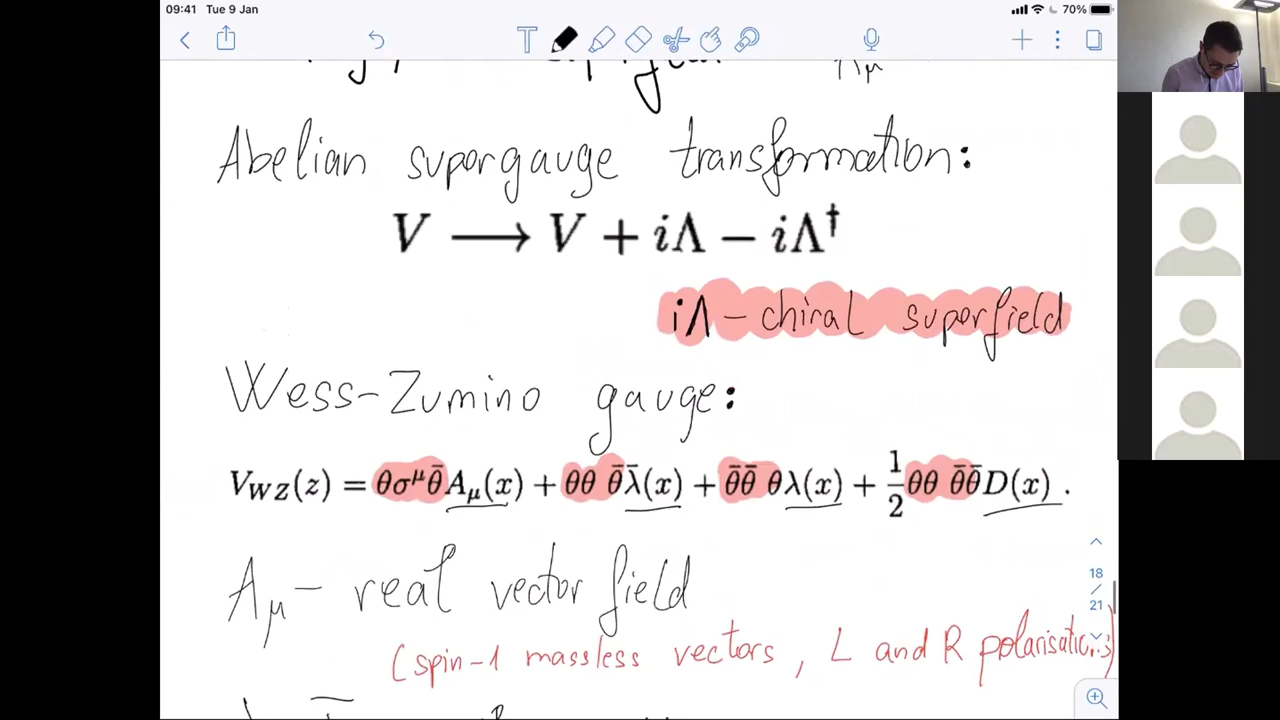 09:41 Tue 9 Jan
70%
Abelian supergauge transformation:
V ⟶ V + iΛ − iΛ†
iΛ – chiral superfield
Wess-Zumino gauge:
V_WZ(z) = θσ^μθ̄A_μ(x) + θθ θ̄λ̄(x) + θ̄θ̄ θλ(x) + 1/2 θθ θ̄θ̄D(x) .
A_μ – real vector field
18
/
21
(spin-1 massless vectors, L and R polarisations)